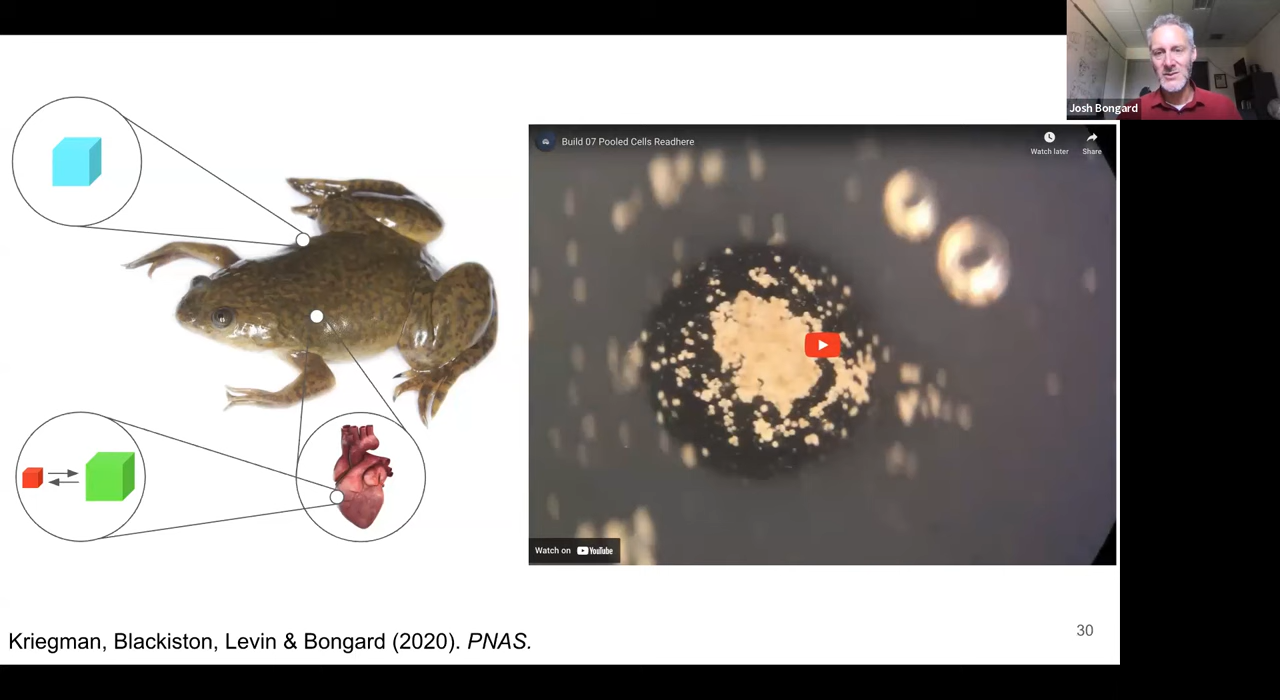 Josh Bongard
Build 07 Pooled Cells Readhere
Watch later
Share
Watch on YouTube
Kriegman, Blackiston, Levin & Bongard (2020). PNAS.
30